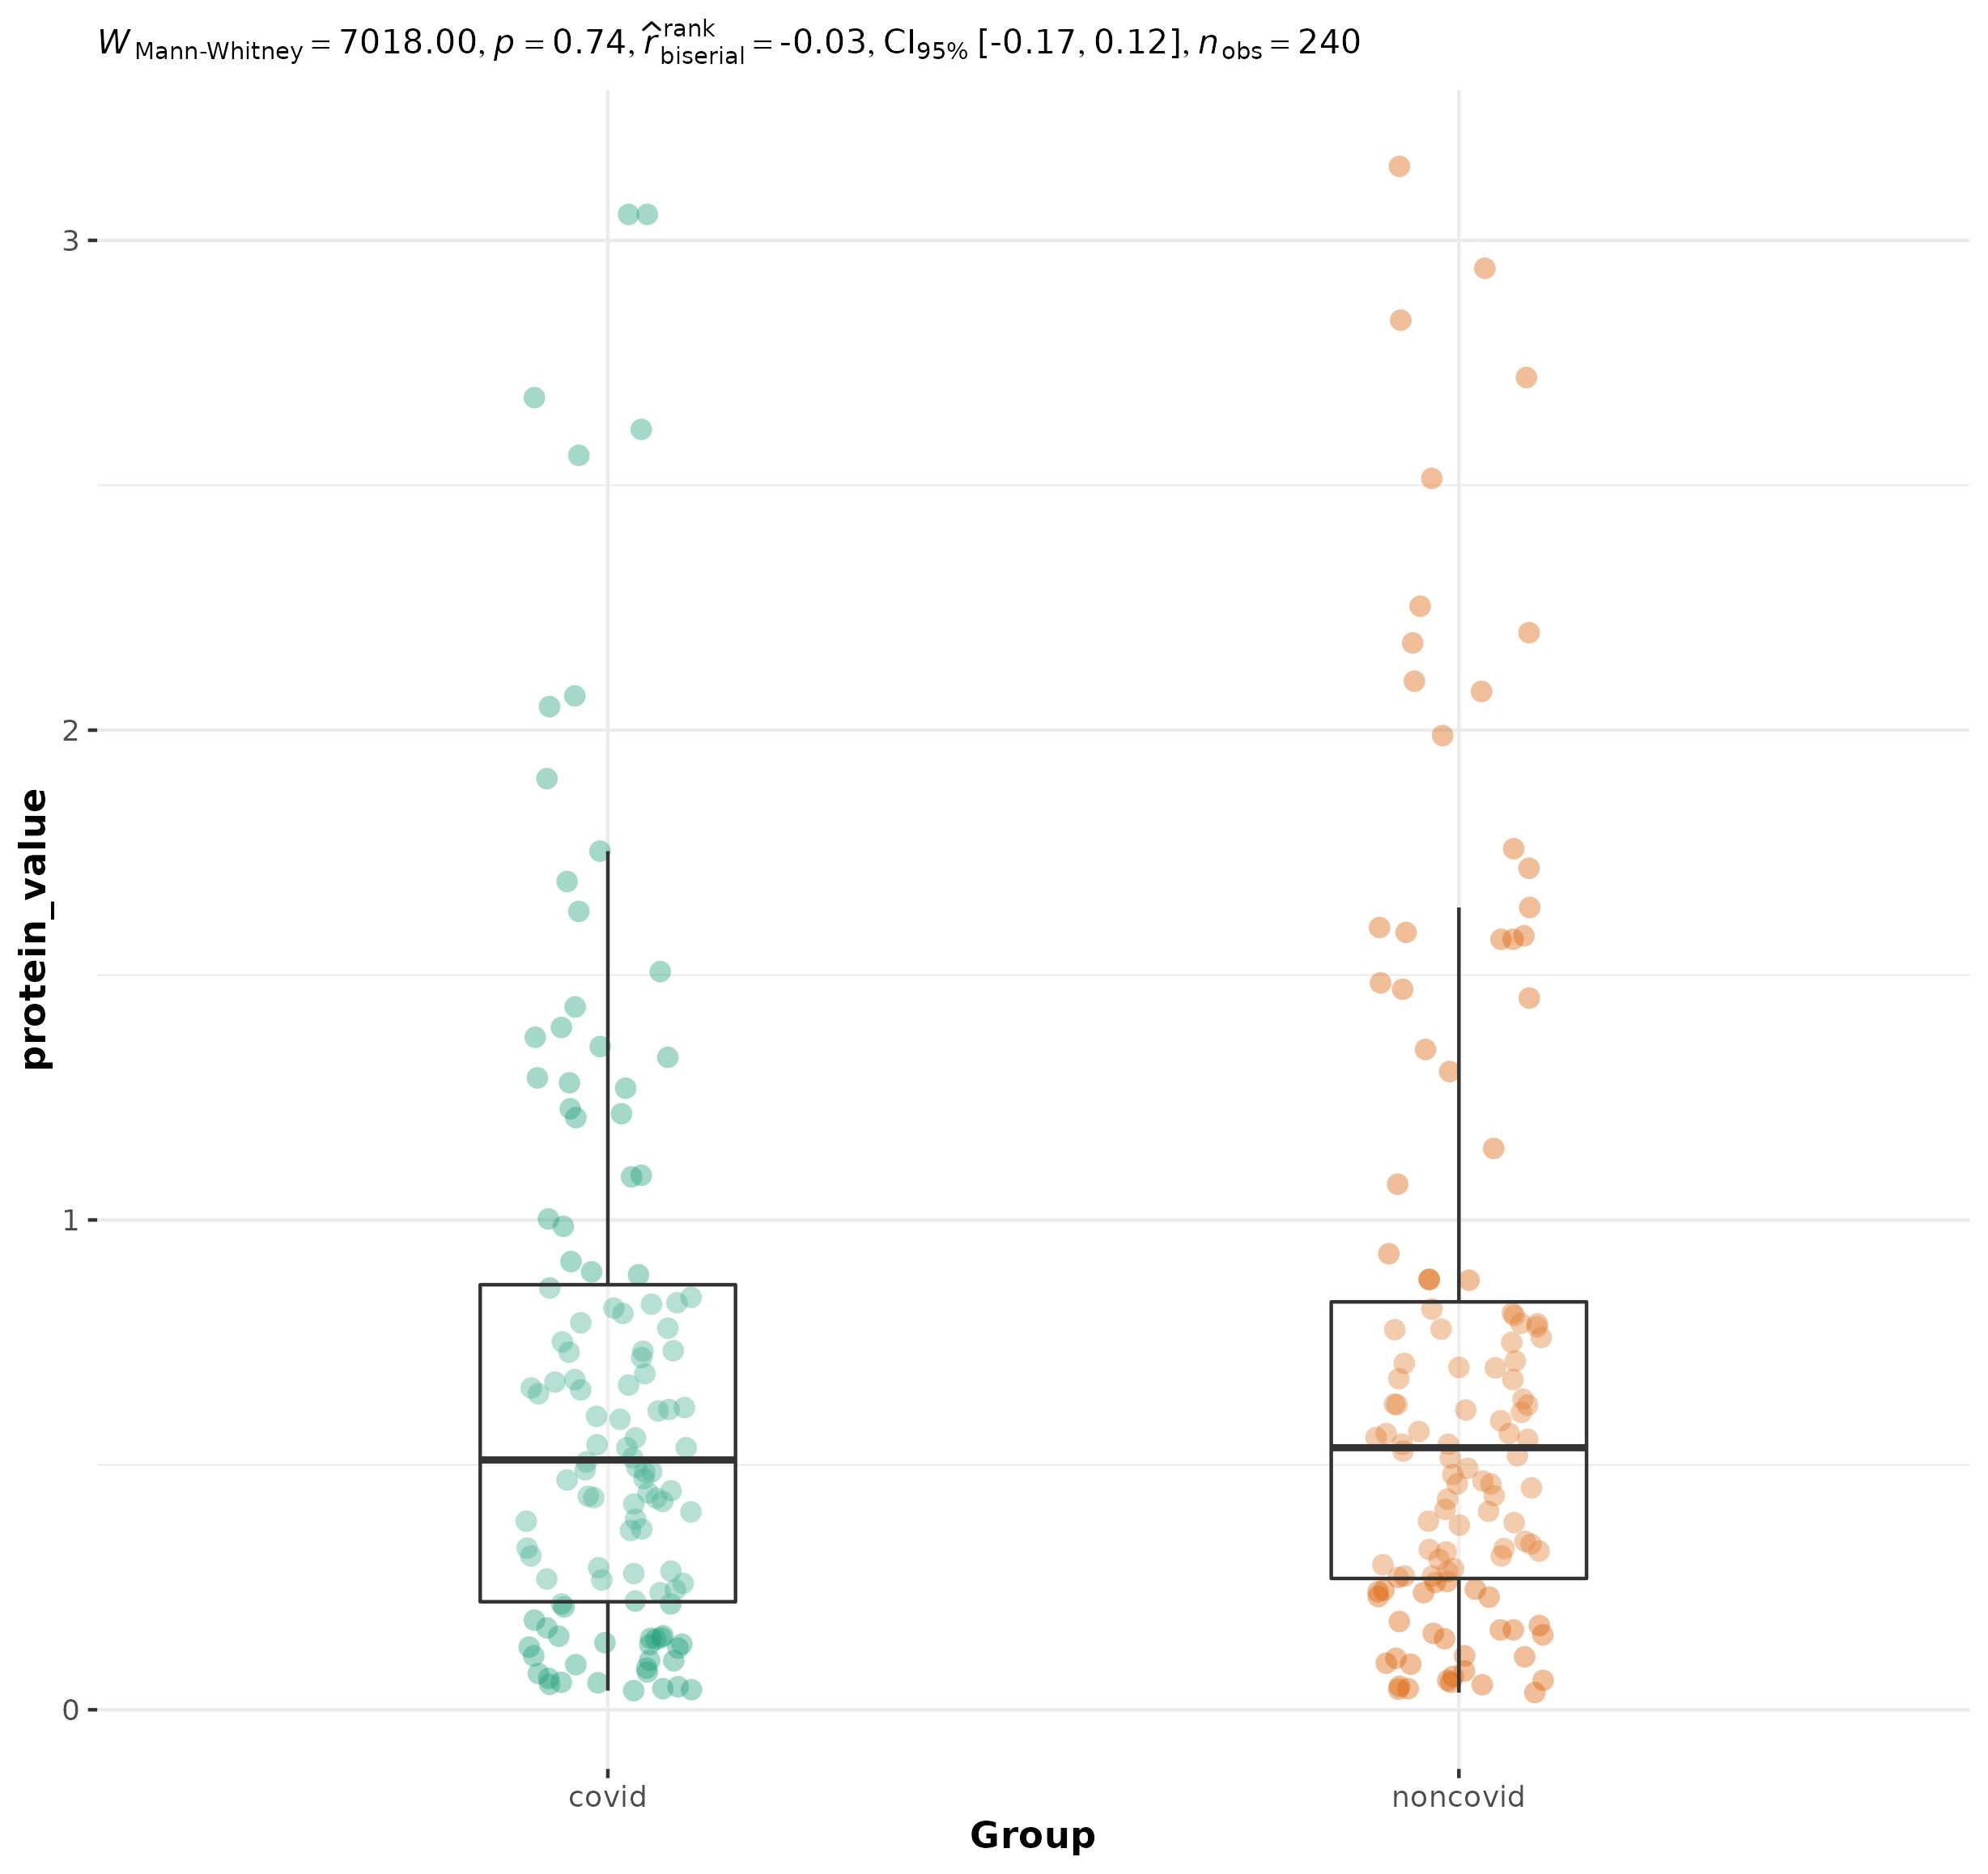 W Mann-Whitney = 7018.00, p = 0.74, r̂ rank biserial = -0.03, CI95% [-0.17, 0.12], nobs = 240
3
2
1
0
protein_value
covid noncovid
Group